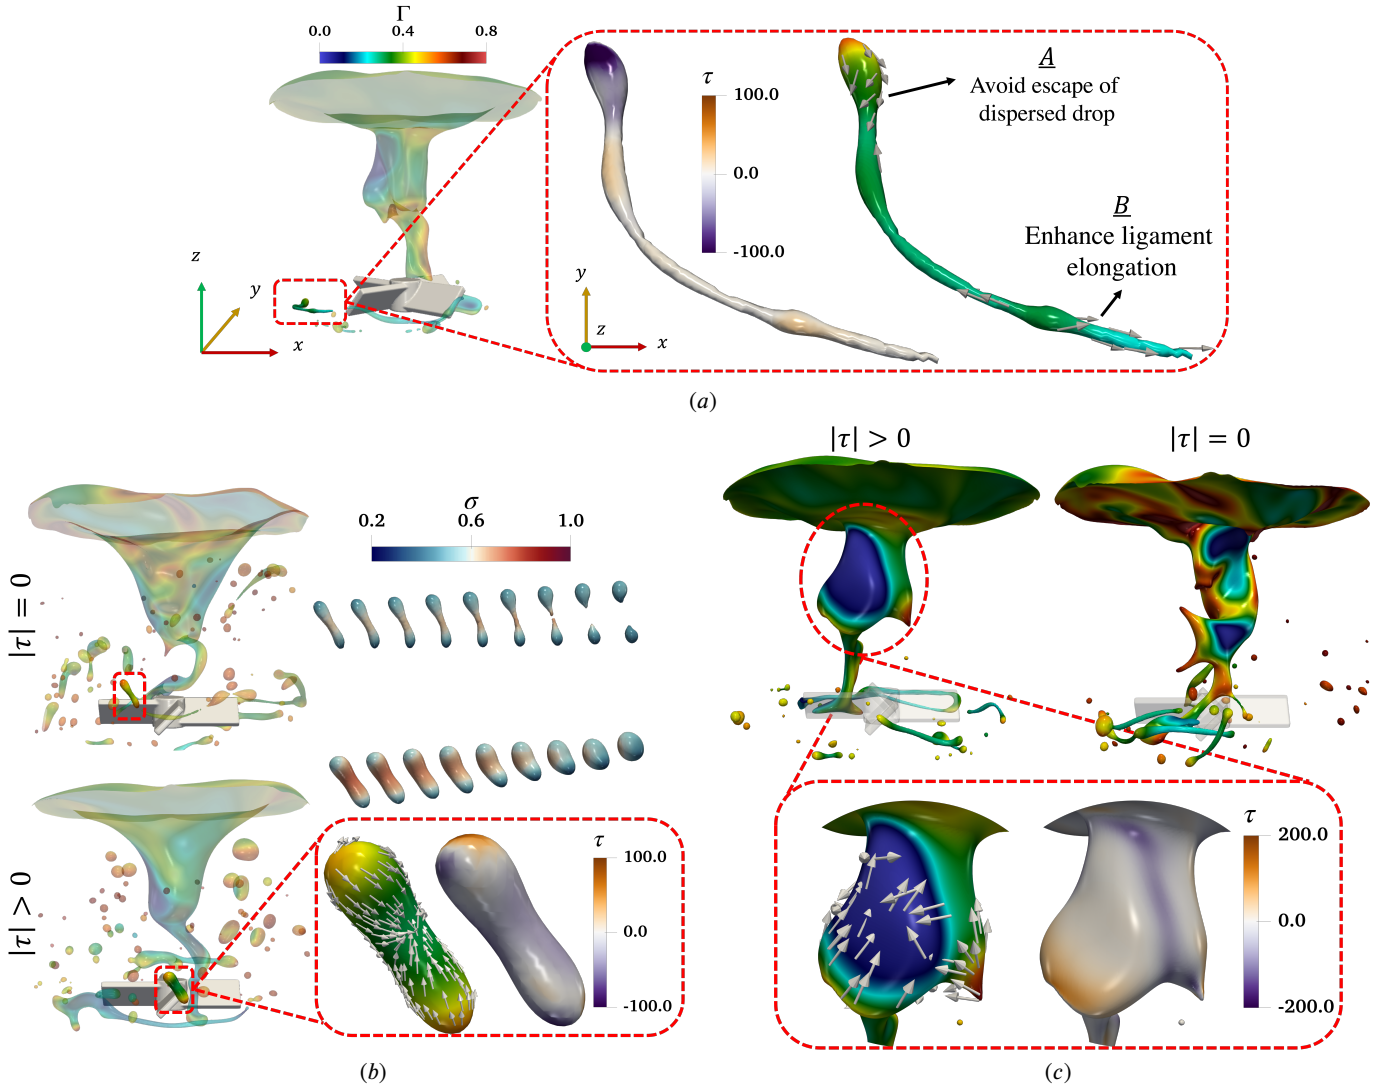 (a)
Γ
0.0 0.4 0.8
τ
100.0
0.0
-100.0
A
Avoid escape of
dispersed drop
B
Enhance ligament
elongation
z
y
x
y
z
x
(a)
|τ| = 0
σ
0.2 0.6 1.0
|τ| > 0
τ
100.0
0.0
-100.0
(b)
|τ| > 0 |τ| = 0
τ
200.0
0.0
-200.0
(c)